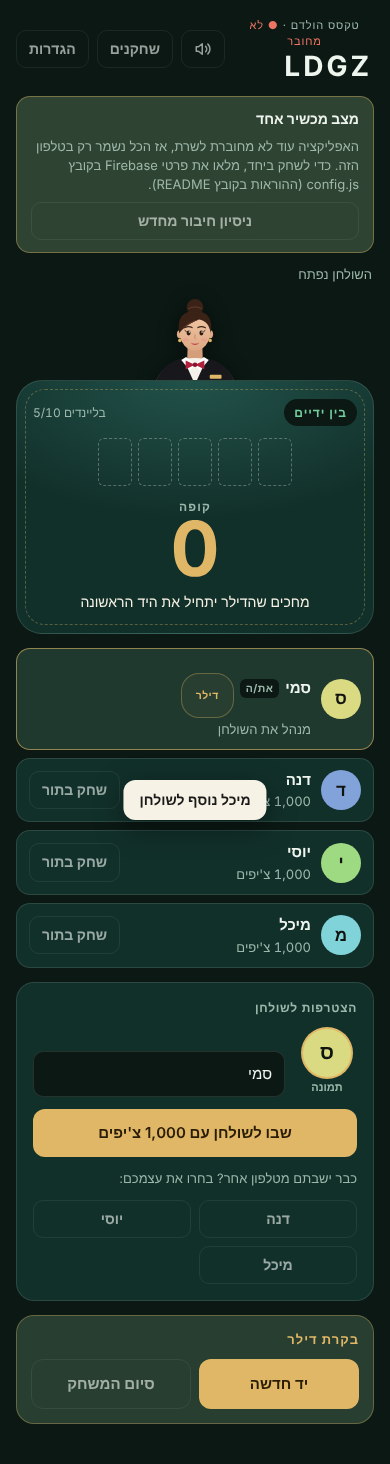 טקסס הולדם · לא מחובר
LDGZ
שחקנים
הגדרות
מצב מכשיר אחד
האפליקציה עוד לא מחוברת לשרת, אז הכל נשמר רק בטלפון
הזה. כדי לשחק ביחד, מלאו את פרטי Firebase בקובץ
config.js (ההוראות בקובץ README).
ניסיון חיבור מחדש
השולחן נפתח
בין ידיים
בליינדים 5/10
קופה
0
מחכים שהדילר יתחיל את היד הראשונה
ס
סמי
את/ה
דילר
מנהל את השולחן
ד
דנה
1,000
שחק בתור
מיכל נוסף לשולחן
י
יוסי
1,000 צ'יפים
שחק בתור
מ
מיכל
1,000 צ'יפים
שחק בתור
הצטרפות לשולחן
ס
תמונה
סמי
שבו לשולחן עם 1,000 צ'יפים
כבר ישבתם מטלפון אחר? בחרו את עצמכם:
דנה
יוסי
מיכל
בקרת דילר
יד חדשה
סיום המשחק